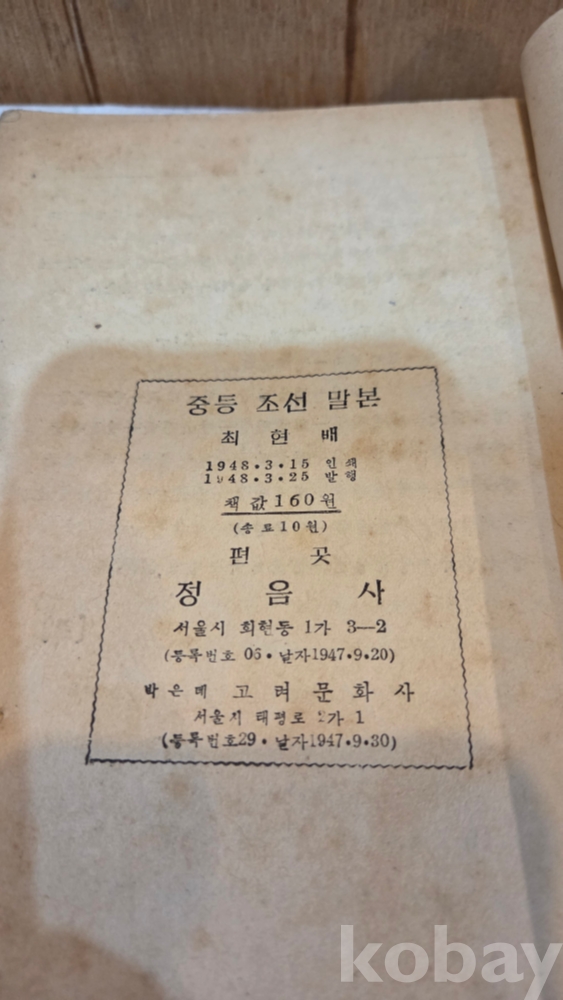 중등 조선 말본
최 현 배
1948·3·15 인쇄
1948·3·25 발행
책 값 160원
(송료10원)
편 곳
정 음 사
서울시 회현동 1가 3—2
(등록번호 06·날자1947·9·20)
박은데 고려문화사
서울시 태평로 2가 1
(등록번호29·날자1947·9·30)
kobay